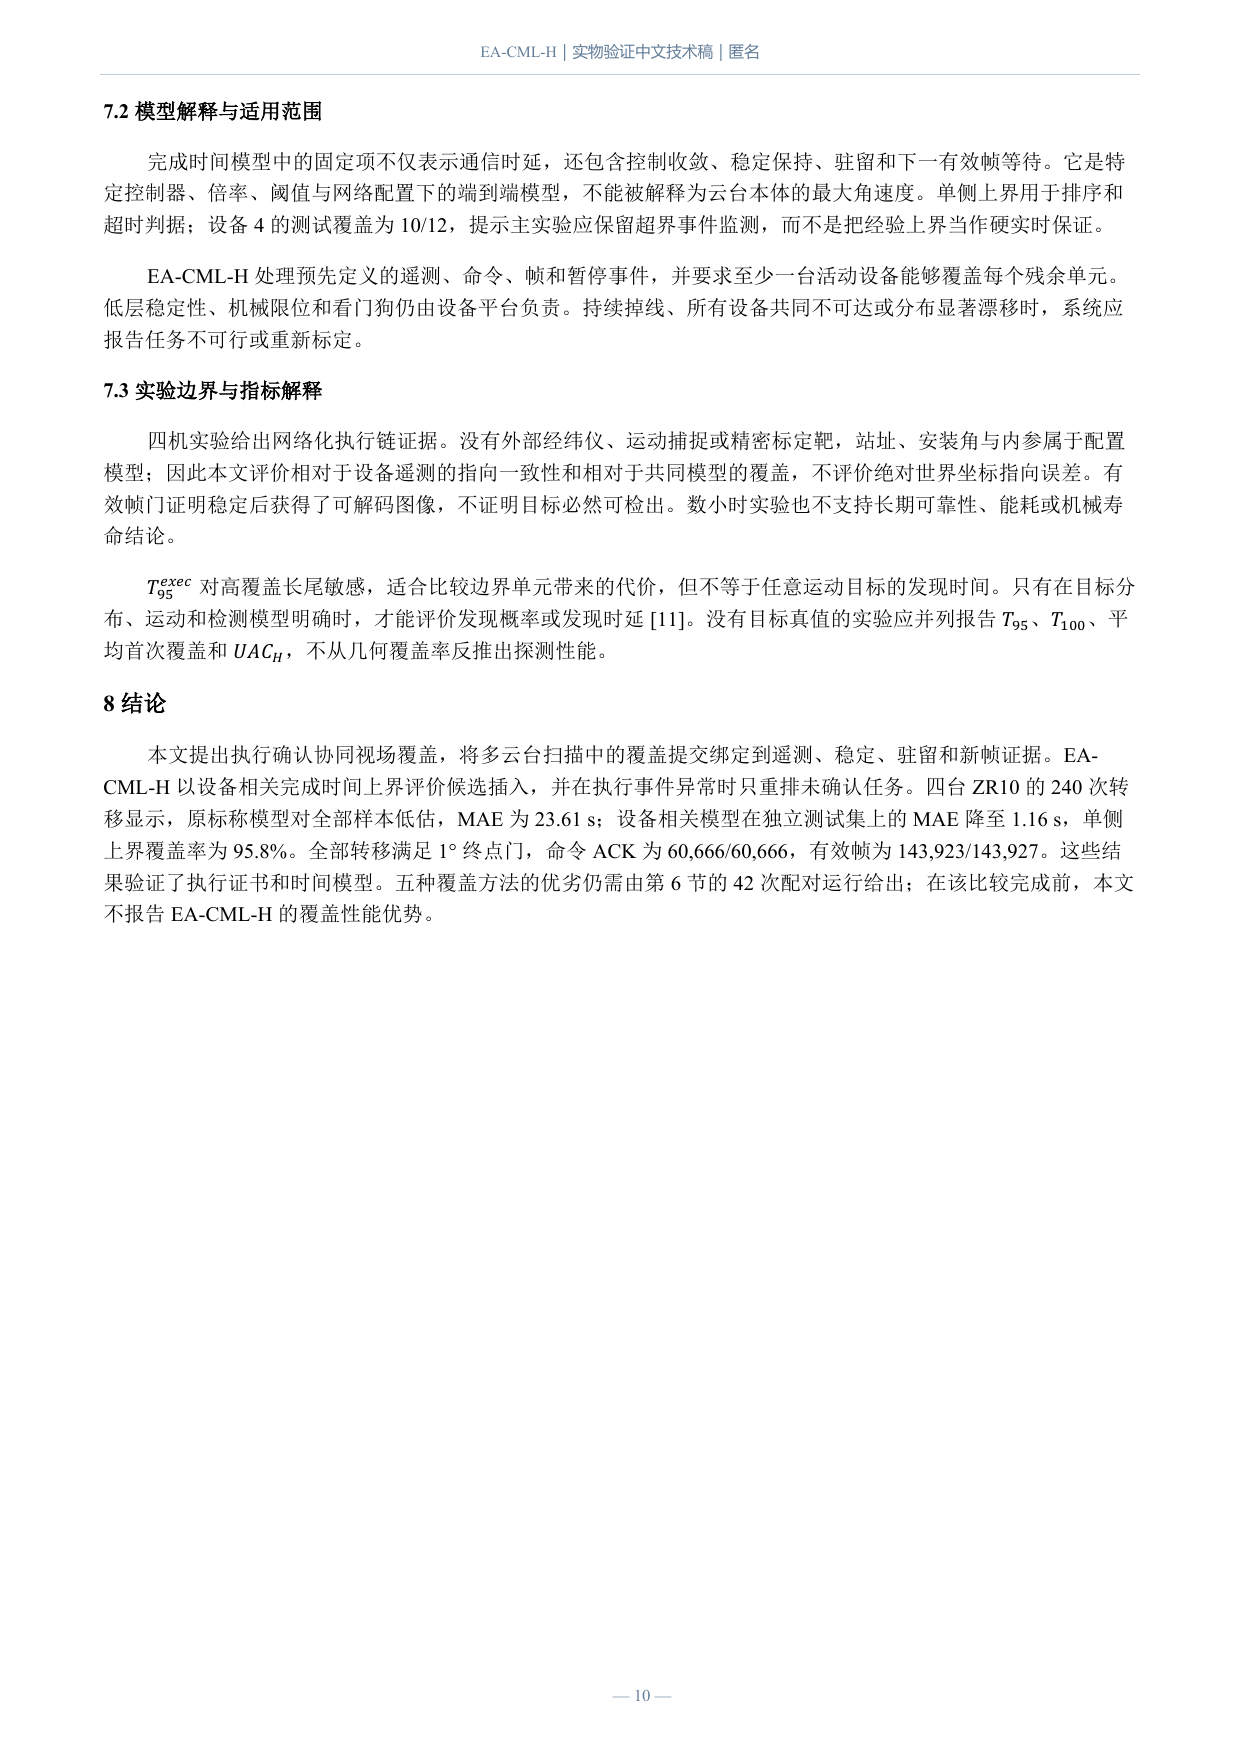 EA-CML-H | 实物验证中文技术稿 | 匿名
7.2 模型解释与适用范围
完成时间模型中的固定项不仅表示通信时延，还包含控制收敛、稳定保持、驻留和下一有效帧等待。它是特
定控制器、倍率、阈值与网络配置下的端到端模型，不能被解释为云台本体的最大角速度。单侧上界用于排序和
超时判据；设备 4 的测试覆盖为 10/12，提示主实验应保留超界事件监测，而不是把经验上界当作硬实时保证。
EA-CML-H 处理预先定义的遥测、命令、帧和暂停事件，并要求至少一台活动设备能够覆盖每个残余单元。
低层稳定性、机械限位和看门狗仍由设备平台负责。持续掉线、所有设备共同不可达或分布显著漂移时，系统应
报告任务不可行或重新标定。
7.3 实验边界与指标解释
四机实验给出网络化执行链证据。没有外部经纬仪、运动捕捉或精密标定靶，站址、安装角与内参属于配置
模型；因此本文评价相对于设备遥测的指向一致性和相对于共同模型的覆盖，不评价绝对世界坐标指向误差。有
效帧门证明稳定后获得了可解码图像，不证明目标必然可检出。数小时实验也不支持长期可靠性、能耗或机械寿
命结论。
$T_{95}^{exec}$ 对高覆盖长尾敏感，适合比较边界单元带来的代价，但不等于任意运动目标的发现时间。只有在目标分
布、运动和检测模型明确时，才能评价发现概率或发现时延 [11]。没有目标真值的实验应并列报告 $T_{95}$、$T_{100}$、平
均首次覆盖和 $UAC_H$，不从几何覆盖率反推出探测性能。
8 结论
本文提出执行确认协同视场覆盖，将多云台扫描中的覆盖提交绑定到遥测、稳定、驻留和新帧证据。EA-
CML-H 以设备相关完成时间上界评价候选插入，并在执行事件异常时只重排未确认任务。四台 ZR10 的 240 次转
移显示，原标称模型对全部样本低估，MAE 为 23.61 s；设备相关模型在独立测试集上的 MAE 降至 1.16 s，单侧
上界覆盖率为 95.8%。全部转移满足 1° 终点门，命令 ACK 为 60,666/60,666，有效帧为 143,923/143,927。这些结
果验证了执行证书和时间模型。五种覆盖方法的优劣仍需由第 6 节的 42 次配对运行给出；在该比较完成前，本文
不报告 EA-CML-H 的覆盖性能优势。
— 10 —